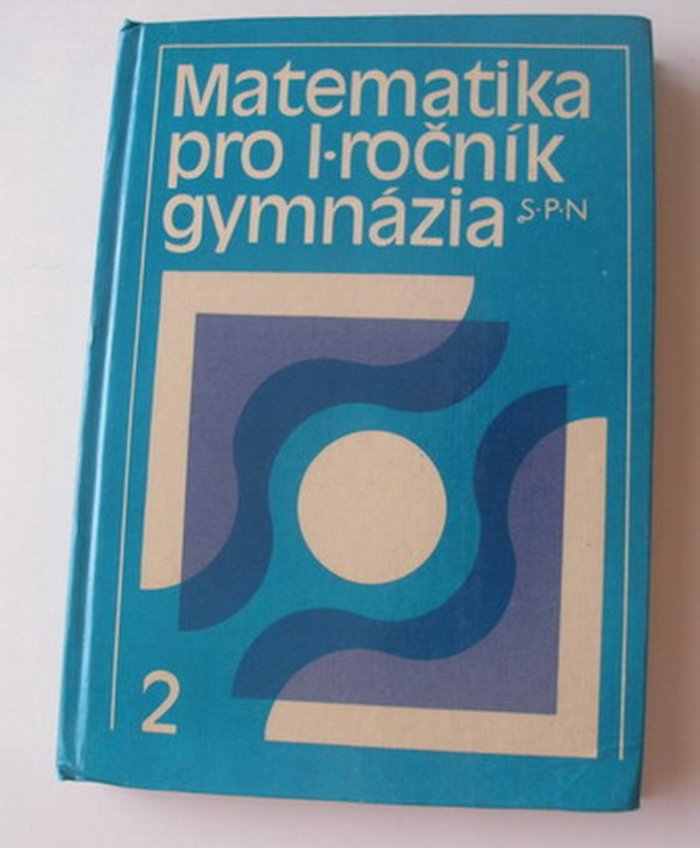 Matematika
pro I·ročník
gymnázia S·P·N
2